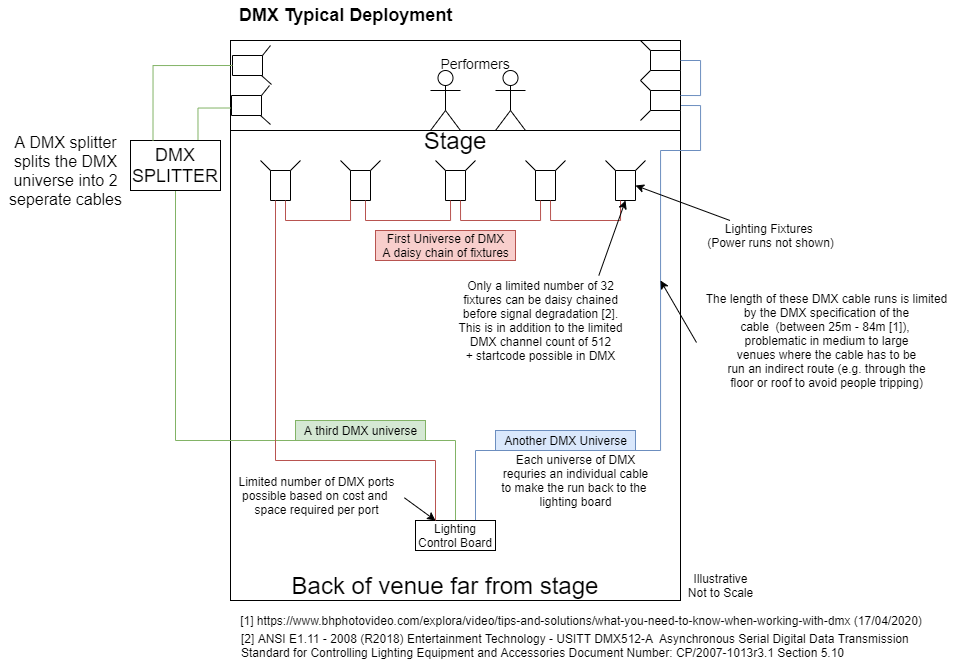 DMX Typical Deployment
Performers
Stage
A DMX splitter
splits the DMX
universe into 2
seperate cables
DMX
SPLITTER
First Universe of DMX
A daisy chain of fixtures
Lighting Fixtures
(Power runs not shown)
Only a limited number of 32
fixtures can be daisy chained
before signal degradation [2].
This is in addition to the limited
DMX channel count of 512
+ startcode possible in DMX
The length of these DMX cable runs is limited
by the DMX specification of the
cable (between 25m - 84m [1]),
problematic in medium to large
venues where the cable has to be
run an indirect route (e.g. through the
floor or roof to avoid people tripping)
A third DMX universe
Another DMX Universe
Each universe of DMX
requries an individual cable
to make the run back to the
lighting board
Limited number of DMX ports
possible based on cost and
space required per port
Lighting
Control Board
Back of venue far from stage
Illustrative
Not to Scale
[1] https://www.bhphotovideo.com/explora/video/tips-and-solutions/what-you-need-to-know-when-working-with-dmx (17/04/2020)
[2] ANSI E1.11 - 2008 (R2018) Entertainment Technology - USITT DMX512-A Asynchronous Serial Digital Data Transmission
Standard for Controlling Lighting Equipment and Accessories Document Number: CP/2007-1013r3.1 Section 5.10